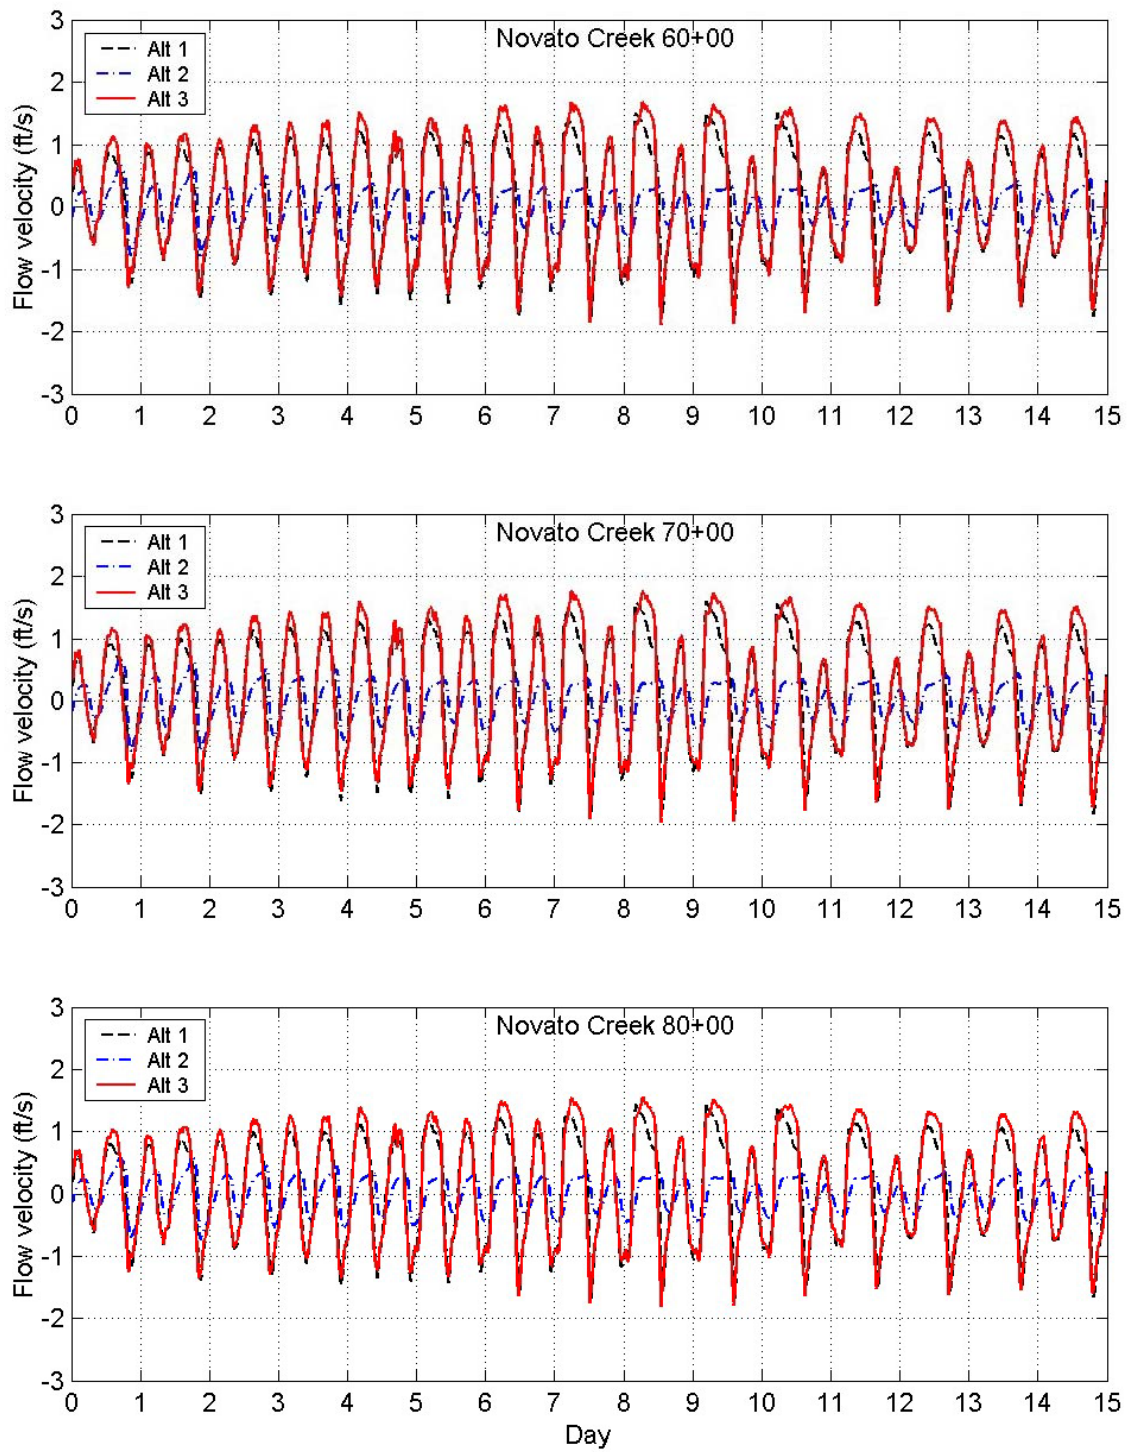 Novato Creek 60+00
Flow velocity (ft/s)
3
2
1
0
-1
-2
-3
Alt 1
Alt 2
Alt 3
0 1 2 3 4 5 6 7 8 9 10 11 12 13 14 15
Novato Creek 70+00
Flow velocity (ft/s)
3
2
1
0
-1
-2
-3
Alt 1
Alt 2
Alt 3
0 1 2 3 4 5 6 7 8 9 10 11 12 13 14 15
Novato Creek 80+00
Flow velocity (ft/s)
3
2
1
0
-1
-2
-3
Alt 1
Alt 2
Alt 3
0 1 2 3 4 5 6 7 8 9 10 11 12 13 14 15
Day